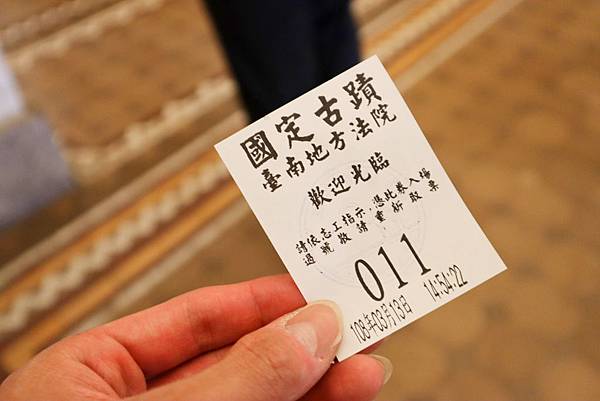 國定古蹟
臺南地方法院
歡迎光臨
請依志工指示，憑此券入場
過號敬請重新取票
011
108年03月13日 14:54:22